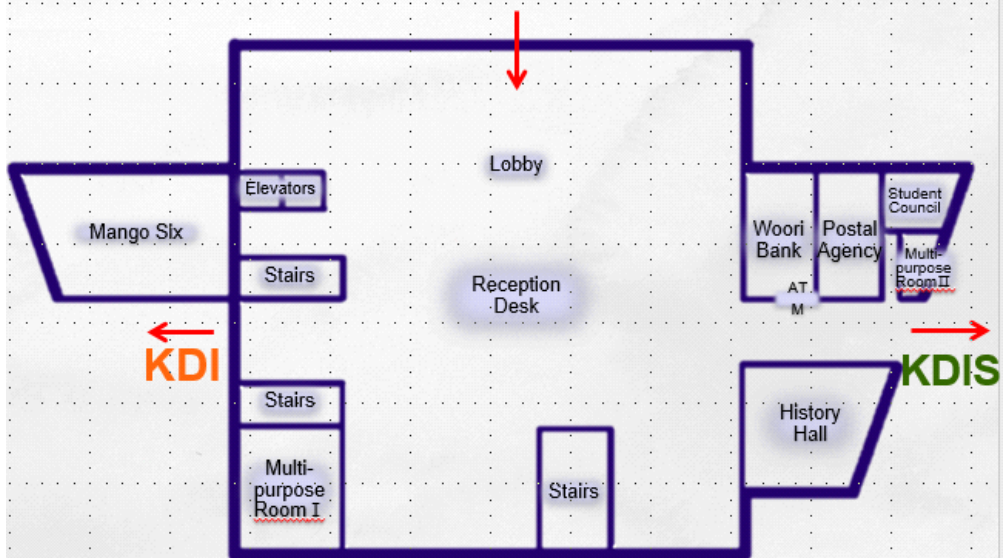 Lobby
Elevators
Mango Six
Stairs
Reception
Desk
Woori
Bank
Postal
Agency
Student
Council
Multi-
purpose
Room Ⅱ
AT
M
KDI
KDIS
Stairs
Multi-
purpose
Room Ⅰ
Stairs
History
Hall